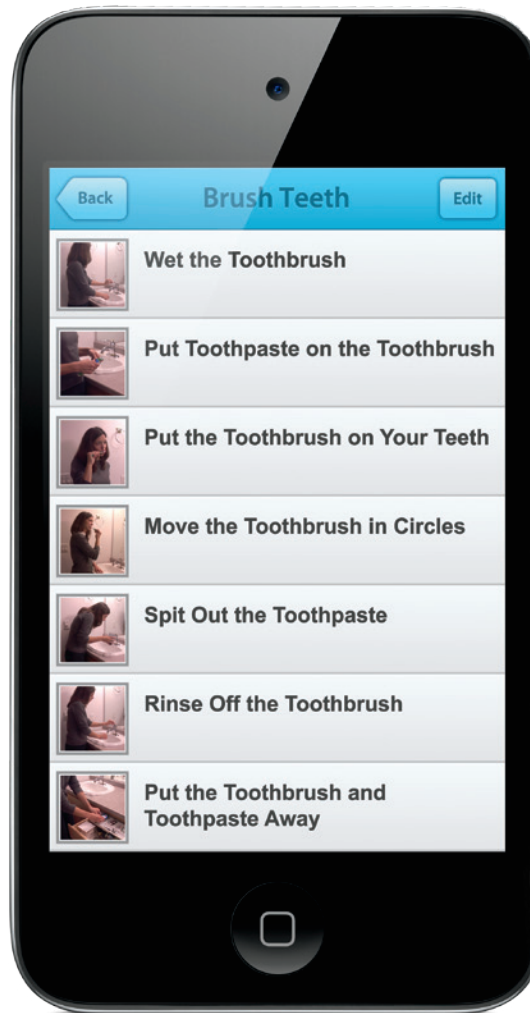 Back
Brush Teeth
Edit
Wet the Toothbrush
Put Toothpaste on the Toothbrush
Put the Toothbrush on Your Teeth
Move the Toothbrush in Circles
Spit Out the Toothpaste
Rinse Off the Toothbrush
Put the Toothbrush and
Toothpaste Away